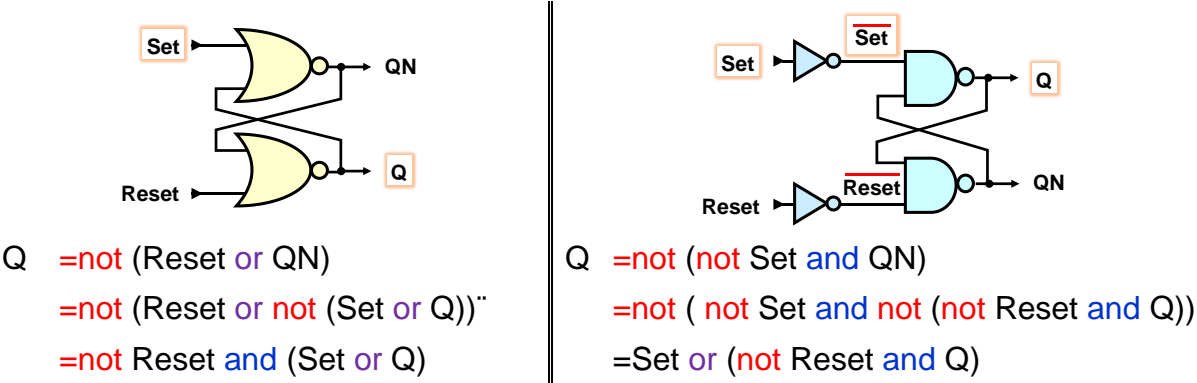 Set
QN
Q
Reset
Q =not (Reset or QN)
=not (Reset or not (Set or Q))¨
=not Reset and (Set or Q)
Set
Set
Q
Reset
Reset
QN
Q =not (not Set and QN)
=not ( not Set and not (not Reset and Q))
=Set or (not Reset and Q)